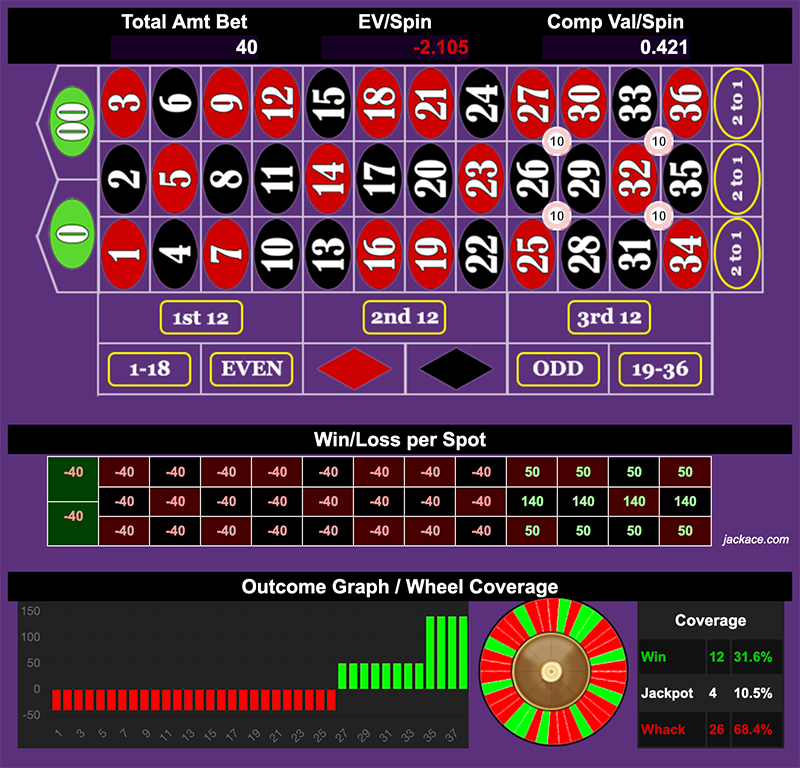 Total Amt Bet EV/Spin Comp Val/Spin
40 -2.105 0.421
00 3 6 9 12 15 18 21 24 27 30 33 36 2 to 1
10 10
2 5 8 11 14 17 20 23 26 29 32 35 2 to 1
10 10
0 1 4 7 10 13 16 19 22 25 28 31 34 2 to 1
1st 12 2nd 12 3rd 12
1-18 EVEN ODD 19-36
Win/Loss per Spot
-40 -40 -40 -40 -40 -40 -40 -40 -40 50 50 50 50
-40 -40 -40 -40 -40 -40 -40 -40 140 140 140 140
-40 -40 -40 -40 -40 -40 -40 -40 -40 50 50 50 50
jackace.com
Outcome Graph / Wheel Coverage
150
100
50
0
-50
1 3 5 7 9 11 13 15 17 19 21 23 25 27 29 31 33 35 37
Coverage
Win 12 31.6%
Jackpot 4 10.5%
Whack 26 68.4%